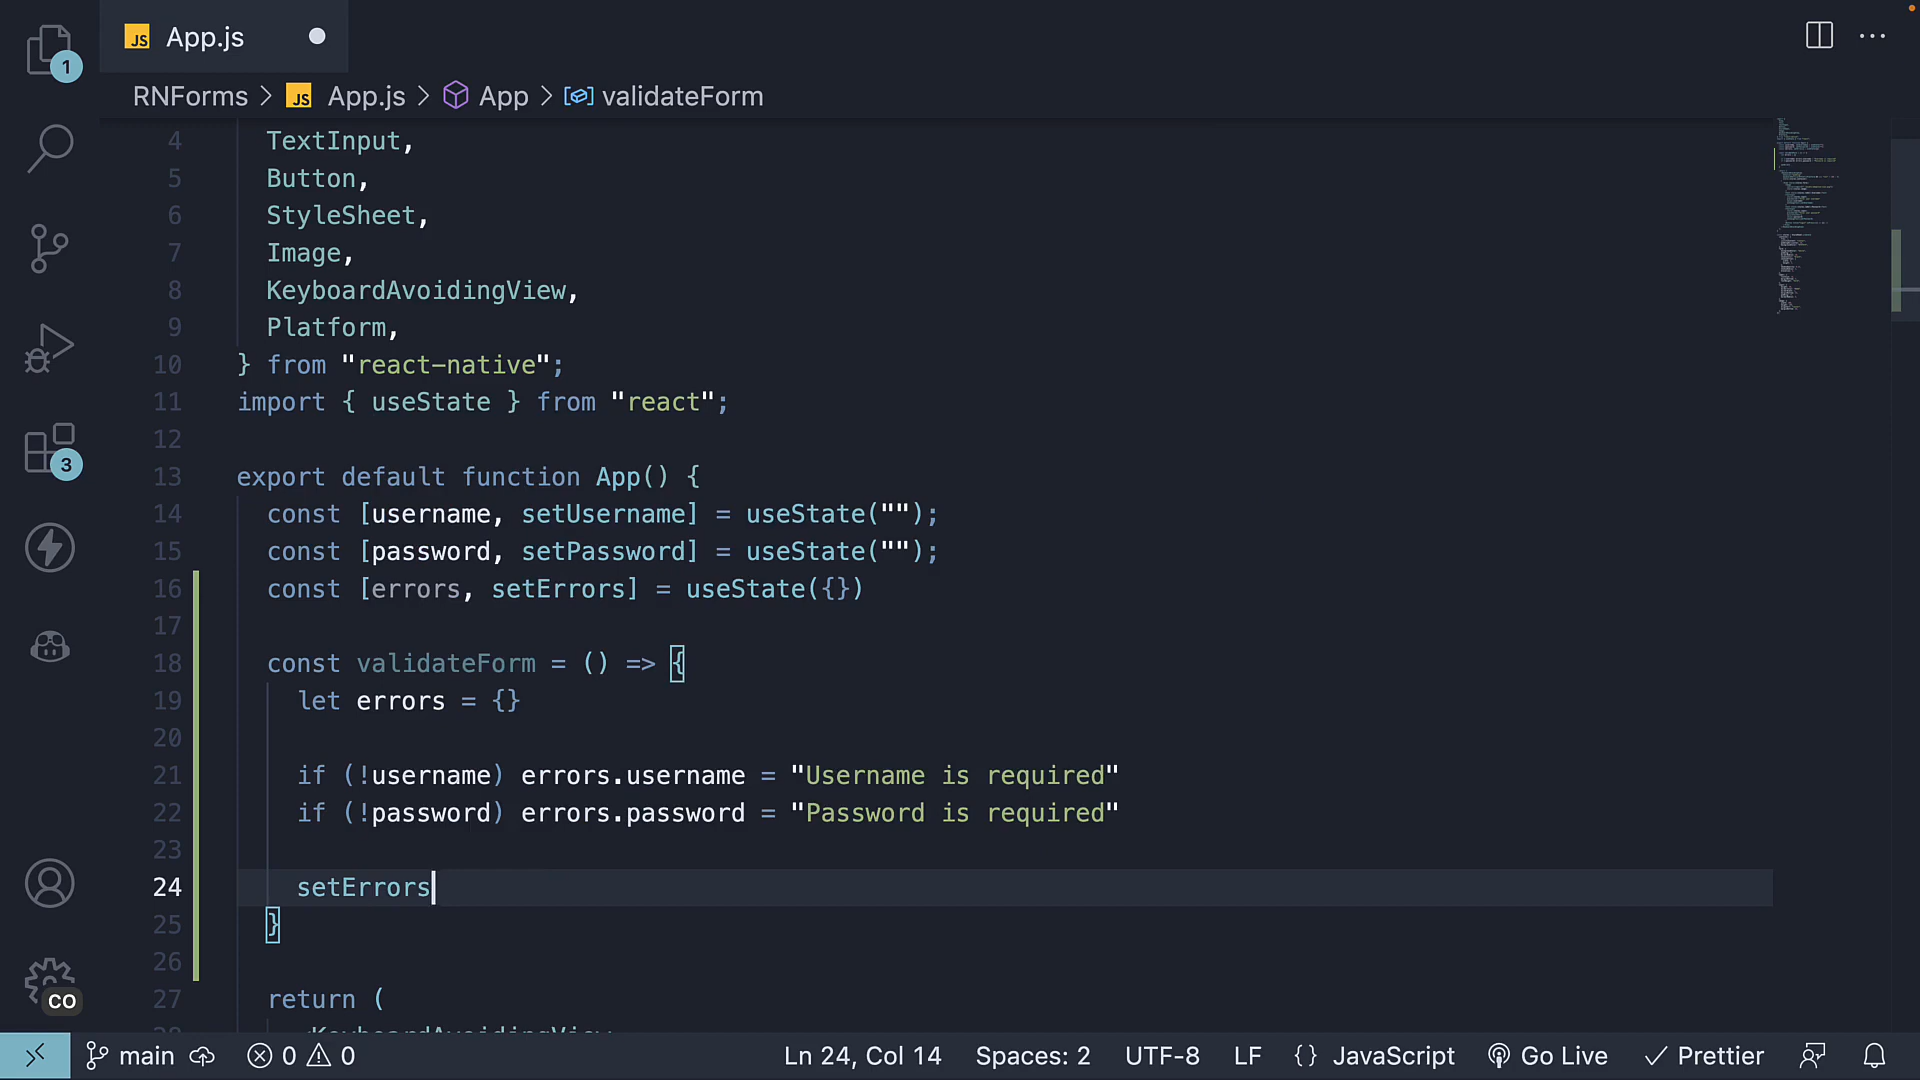 JS App.js
RNForms > JS App.js > App > validateForm
1
4 TextInput,
5 Button,
6 StyleSheet,
7 Image,
8 KeyboardAvoidingView,
9 Platform,
10 } from "react-native";
11 import { useState } from "react";
12
13 export default function App() {
14 const [username, setUsername] = useState("");
15 const [password, setPassword] = useState("");
16 const [errors, setErrors] = useState({})
17
18 const validateForm = () => {
19 let errors = {}
20
21 if (!username) errors.username = "Username is required"
22 if (!password) errors.password = "Password is required"
23
24 setErrors
25 }
26
27 return (
28 <KeyboardAvoidingView
3
CO
main 0 0 Ln 24, Col 14 Spaces: 2 UTF-8 LF {} JavaScript Go Live Prettier